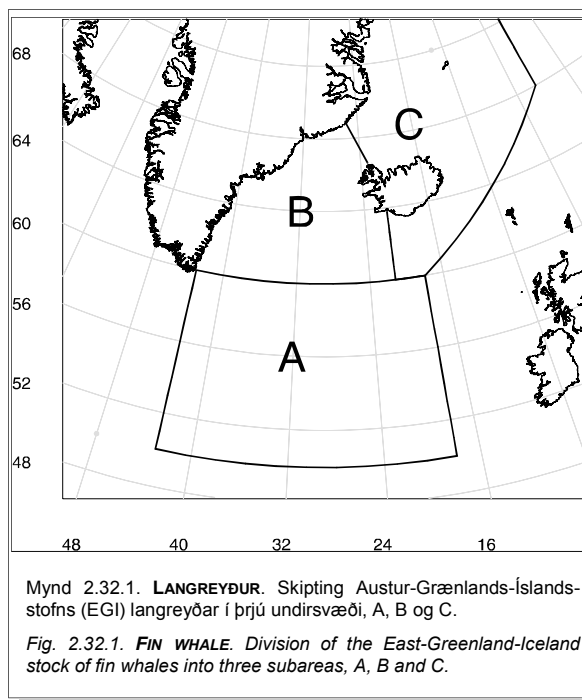 68
64
60
56
52
48
C
B
A
48 40 32 24 16
Mynd 2.32.1. LANGREYÐUR. Skipting Austur-Grænlands-Íslands-
stofns (EGI) langreyðar í þrjú undirsvæði, A, B og C.
Fig. 2.32.1. FIN WHALE. Division of the East-Greenland-Iceland
stock of fin whales into three subareas, A, B and C.